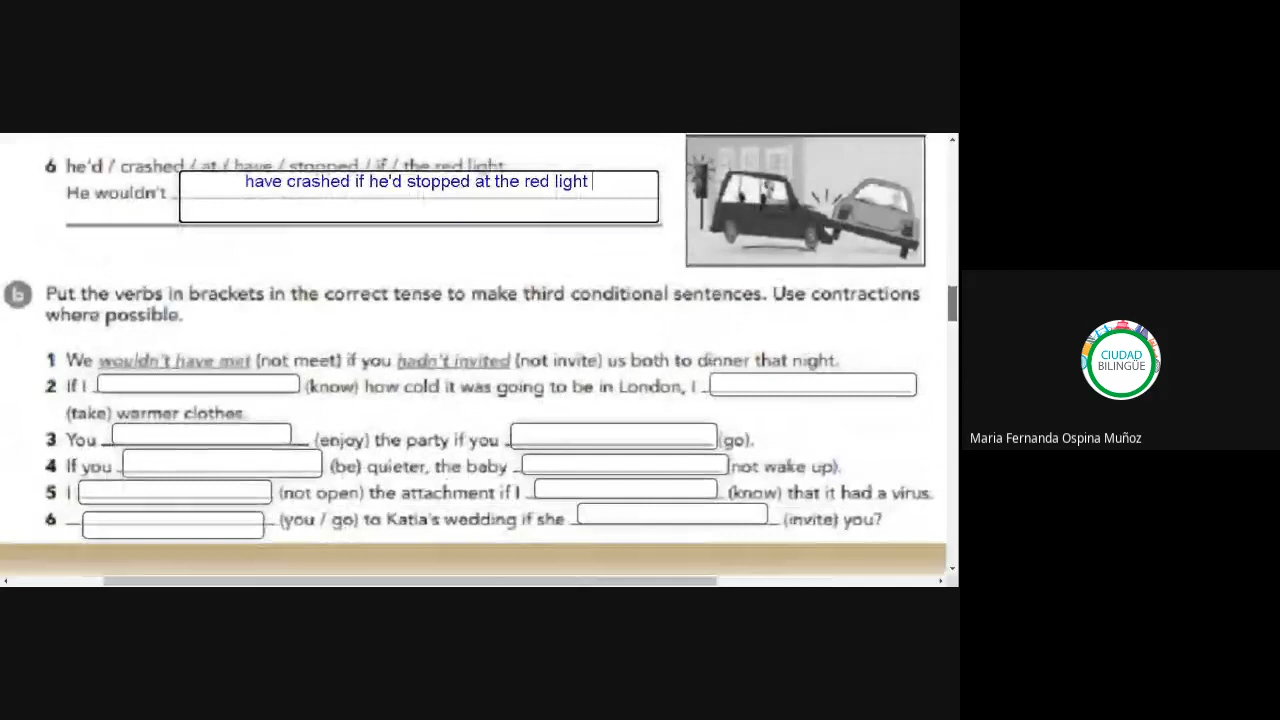 6 he'd / crashed / at / have / stopped / if / the red light
He wouldn't have crashed if he'd stopped at the red light
b Put the verbs in brackets in the correct tense to make third conditional sentences. Use contractions
where possible.
1 We wouldn't have met (not meet) if you hadn't invited (not invite) us both to dinner that night.
2 If I (know) how cold it was going to be in London, I
(take) warmer clothes.
3 You (enjoy) the party if you (go).
4 If you (be) quieter, the baby not wake up).
5 I (not open) the attachment if I (know) that it had a virus.
6 (you / go) to Katia's wedding if she (invite) you?
CIUDAD
BILINGÜE
Maria Fernanda Ospina Muñoz